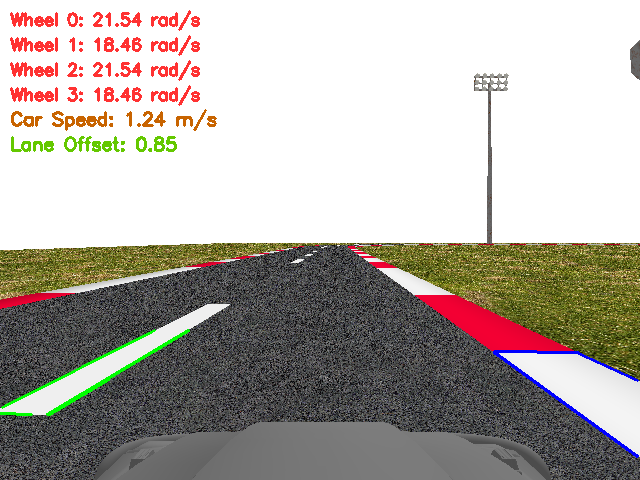 Wheel 0: 21.54 rad/s
Wheel 1: 18.46 rad/s
Wheel 2: 21.54 rad/s
Wheel 3: 18.46 rad/s
Car Speed: 1.24 m/s
Lane Offset: 0.85